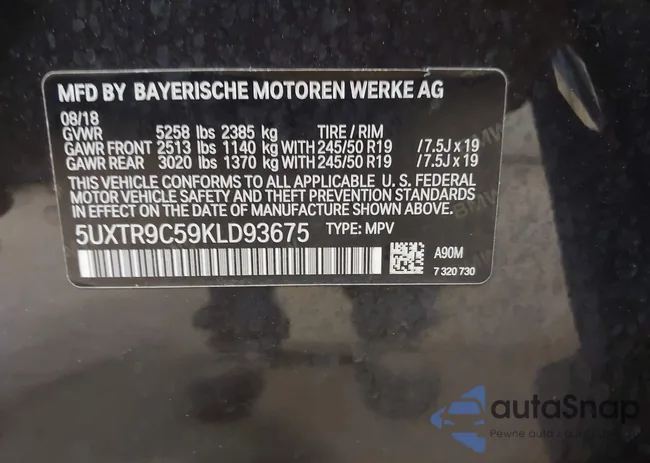 MFD BY BAYERISCHE MOTOREN WERKE AG
08/18
GVWR 5258 lbs 2385 kg TIRE / RIM
GAWR FRONT 2513 lbs 1140 kg WITH 245/50 R19 /7.5J x 19
GAWR REAR 3020 lbs 1370 kg WITH 245/50 R19 /7.5J x 19
THIS VEHICLE CONFORMS TO ALL APPLICABLE U. S. FEDERAL
MOTOR VEHICLE SAFETY AND THEFT PREVENTION STANDARDS
IN EFFECT ON THE DATE OF MANUFACTURE SHOWN ABOVE.
5UXTR9C59KLD93675 TYPE: MPV
A90M
7 320 730
autoSnap
Pewne auta z aukcji